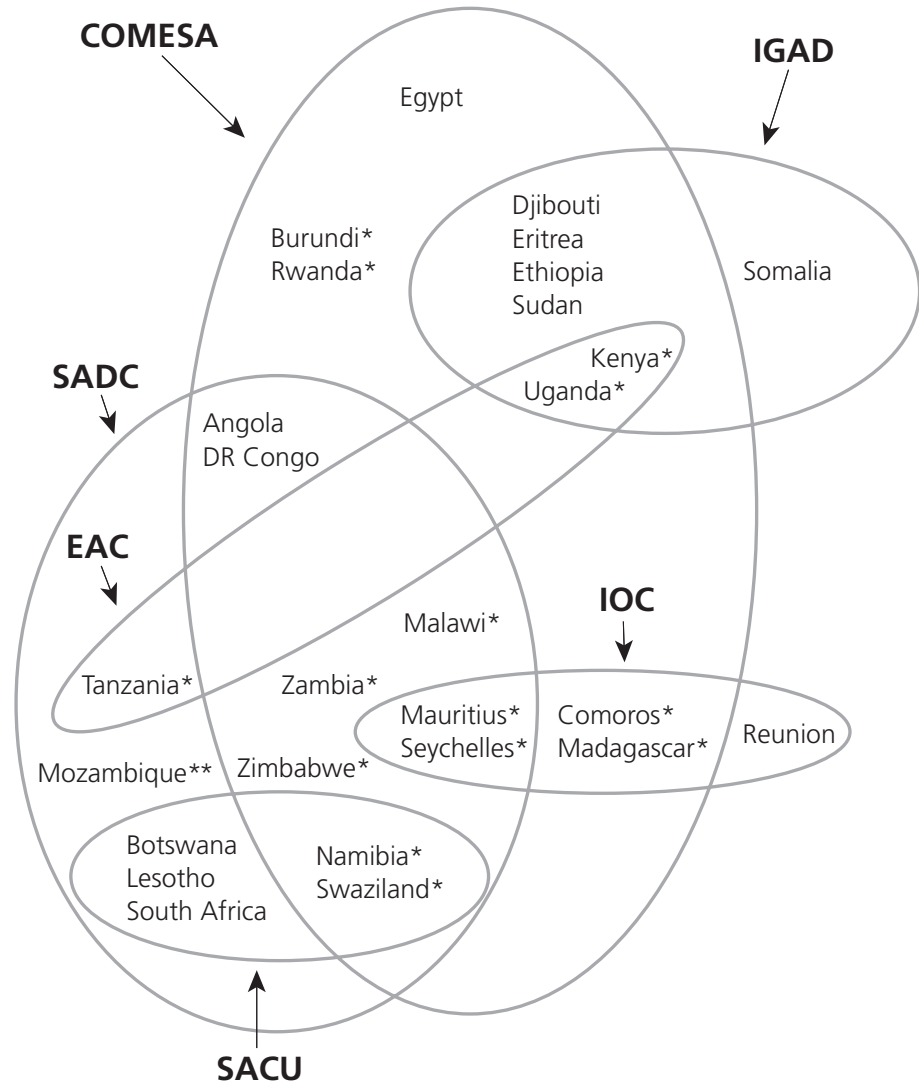 COMESA
IGAD
Egypt
Djibouti
Eritrea
Ethiopia
Sudan
Burundi*
Rwanda*
Somalia
Kenya*
Uganda*
SADC
Angola
DR Congo
EAC
IOC
Malawi*
Tanzania*
Zambia*
Mauritius*
Seychelles*
Comoros*
Madagascar*
Reunion
Mozambique**
Zimbabwe*
Botswana
Lesotho
South Africa
Namibia*
Swaziland*
SACU